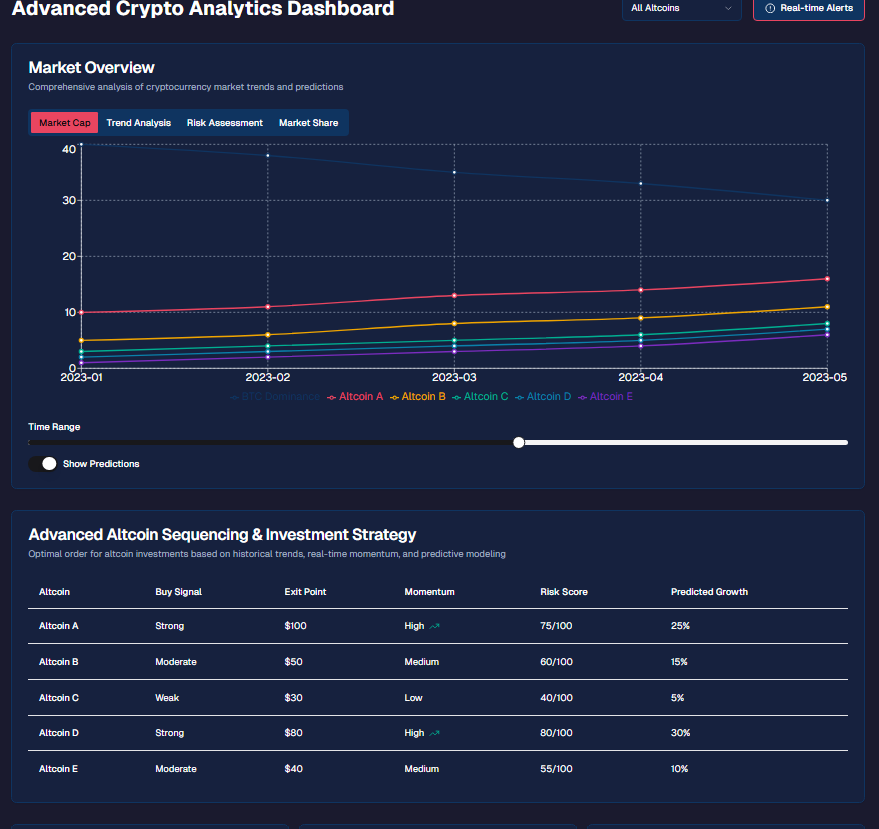 Advanced Crypto Analytics Dashboard
All Altcoins
Real-time Alerts
Market Overview
Comprehensive analysis of cryptocurrency market trends and predictions
Market Cap Trend Analysis Risk Assessment Market Share
40
30
20
10
0
2023-01 2023-02 2023-03 2023-04 2023-05
BTC Dominance Altcoin A Altcoin B Altcoin C Altcoin D Altcoin E
Time Range
Show Predictions
Advanced Altcoin Sequencing & Investment Strategy
Optimal order for altcoin investments based on historical trends, real-time momentum, and predictive modeling
Altcoin Buy Signal Exit Point Momentum Risk Score Predicted Growth
Altcoin A Strong $100 High 75/100 25%
Altcoin B Moderate $50 Medium 60/100 15%
Altcoin C Weak $30 Low 40/100 5%
Altcoin D Strong $80 High 80/100 30%
Altcoin E Moderate $40 Medium 55/100 10%